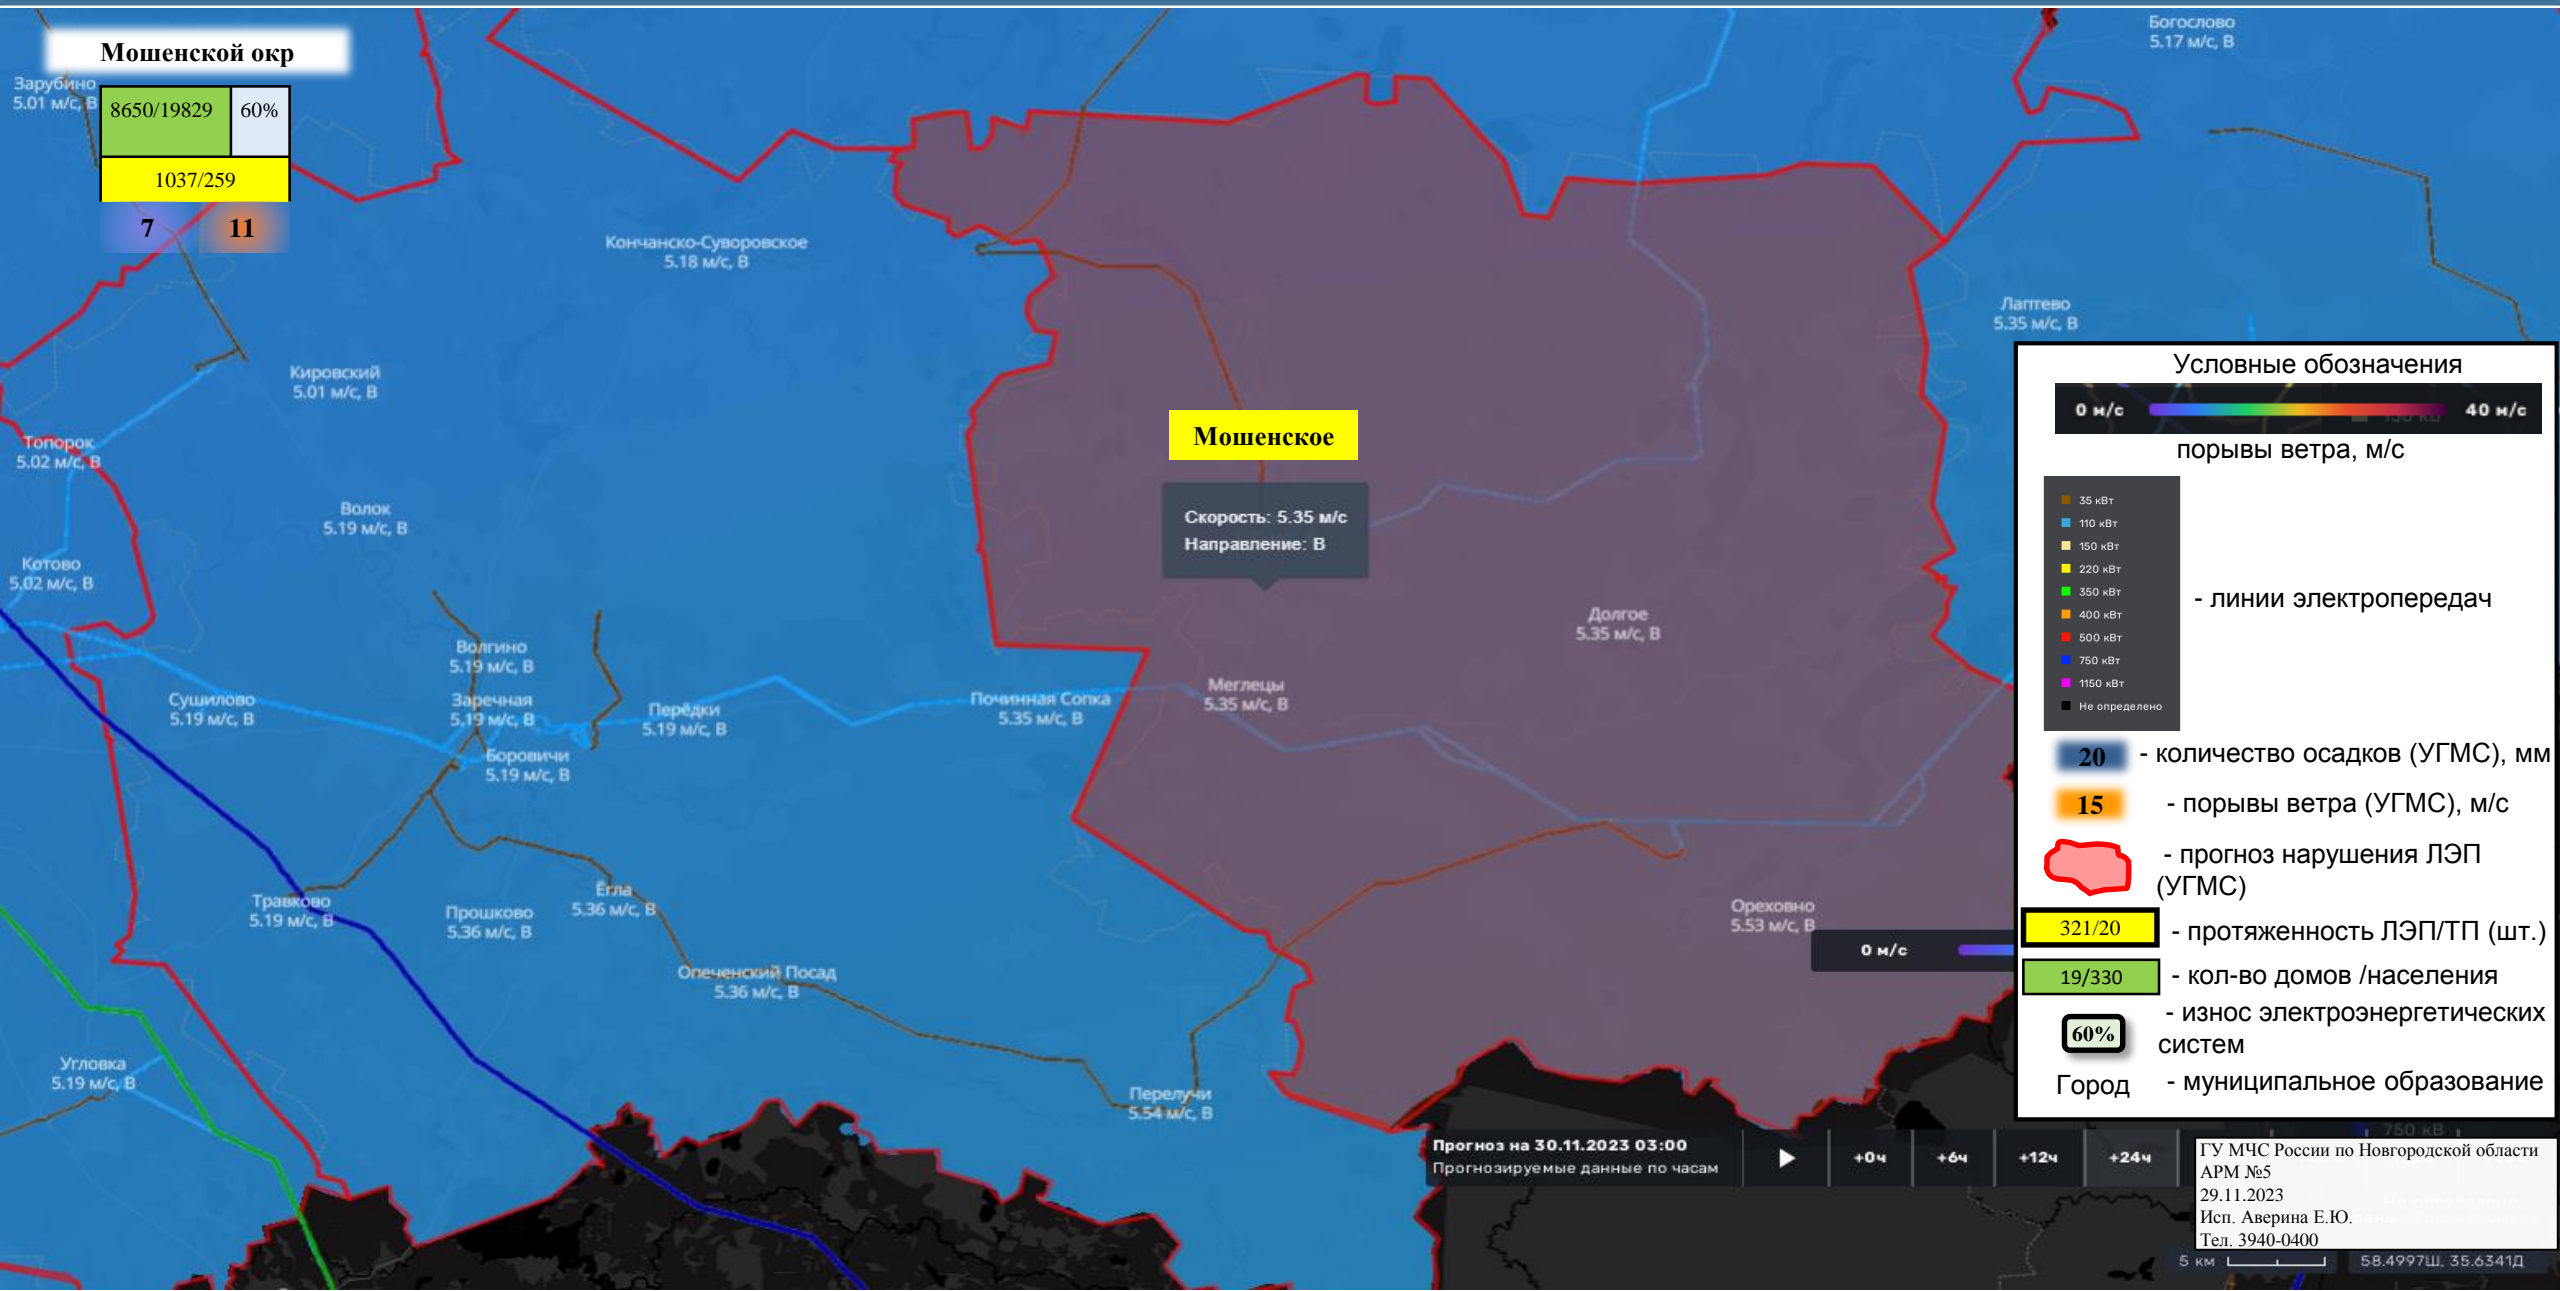 Мошенской окр
8650/19829 60%
1037/259
7 11
Зарубино
5.01 м/с, В
Богослово
5.17 м/с, В
Кончанско-Суворовское
5.18 м/с, В
Лаптево
5.35 м/с, В
Кировский
5.01 м/с, В
Топорок
5.02 м/с, В
Мошенское
Скорость: 5.35 м/с
Направление: В
Волок
5.19 м/с, В
Котово
5.02 м/с, В
Долгое
5.35 м/с, В
Волгино
5.19 м/с, В
Сушилово
5.19 м/с, В
Заречная
5.19 м/с, В
Перёдки
5.19 м/с, В
Починная Сопка
5.35 м/с, В
Меглецы
5.35 м/с, В
Боровичи
5.19 м/с, В
Травково
5.19 м/с, В
Прошково
5.36 м/с, В
Ёгла
5.36 м/с, В
Ореховно
5.53 м/с, В
0 м/с
Опеченский Посад
5.36 м/с, В
Угловка
5.19 м/с, В
Перелучи
5.54 м/с, В
Условные обозначения
0 м/с 40 м/с
порывы ветра, м/с
35 кВт
110 кВт
150 кВт
220 кВт
350 кВт
400 кВт
500 кВт
750 кВт
1150 кВт
Не определено
- линии электропередач
20 - количество осадков (УГМС), мм
15 - порывы ветра (УГМС), м/с
- прогноз нарушения ЛЭП
(УГМС)
321/20 - протяженность ЛЭП/ТП (шт.)
19/330 - кол-во домов /населения
60% - износ электроэнергетических
систем
Город - муниципальное образование
Прогноз на 30.11.2023 03:00
Прогнозируемые данные по часам
+0ч +6ч +12ч +24ч
750 кВ
ГУ МЧС России по Новгородской области
АРМ №5
29.11.2023
Исп. Аверина Е.Ю.
Тел. 3940-0400
5 км 58.4997Ш, 35.6341Д